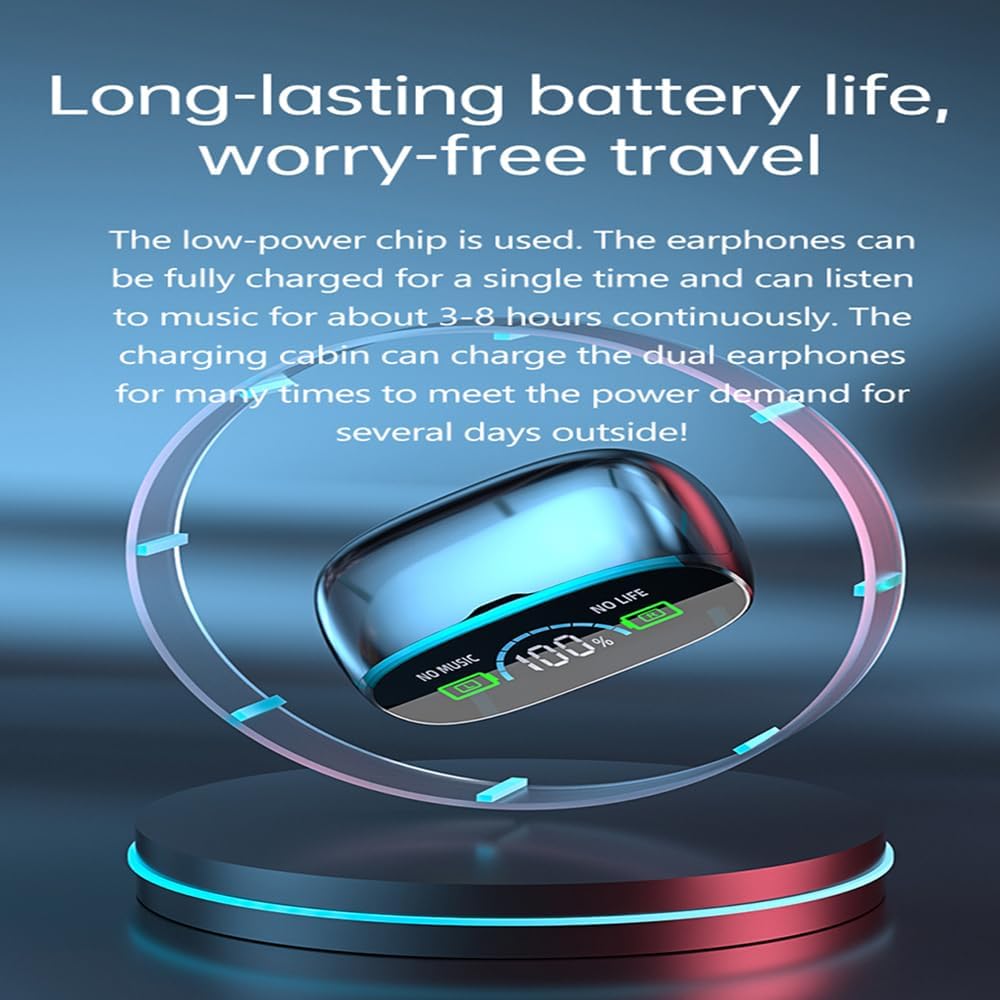 Long-lasting battery life,
worry-free travel
The low-power chip is used. The earphones can
be fully charged for a single time and can listen
to music for about 3-8 hours continuously. The
charging cabin can charge the dual earphones
for many times to meet the power demand for
several days outside!
NO MUSIC
100%
NO LIFE